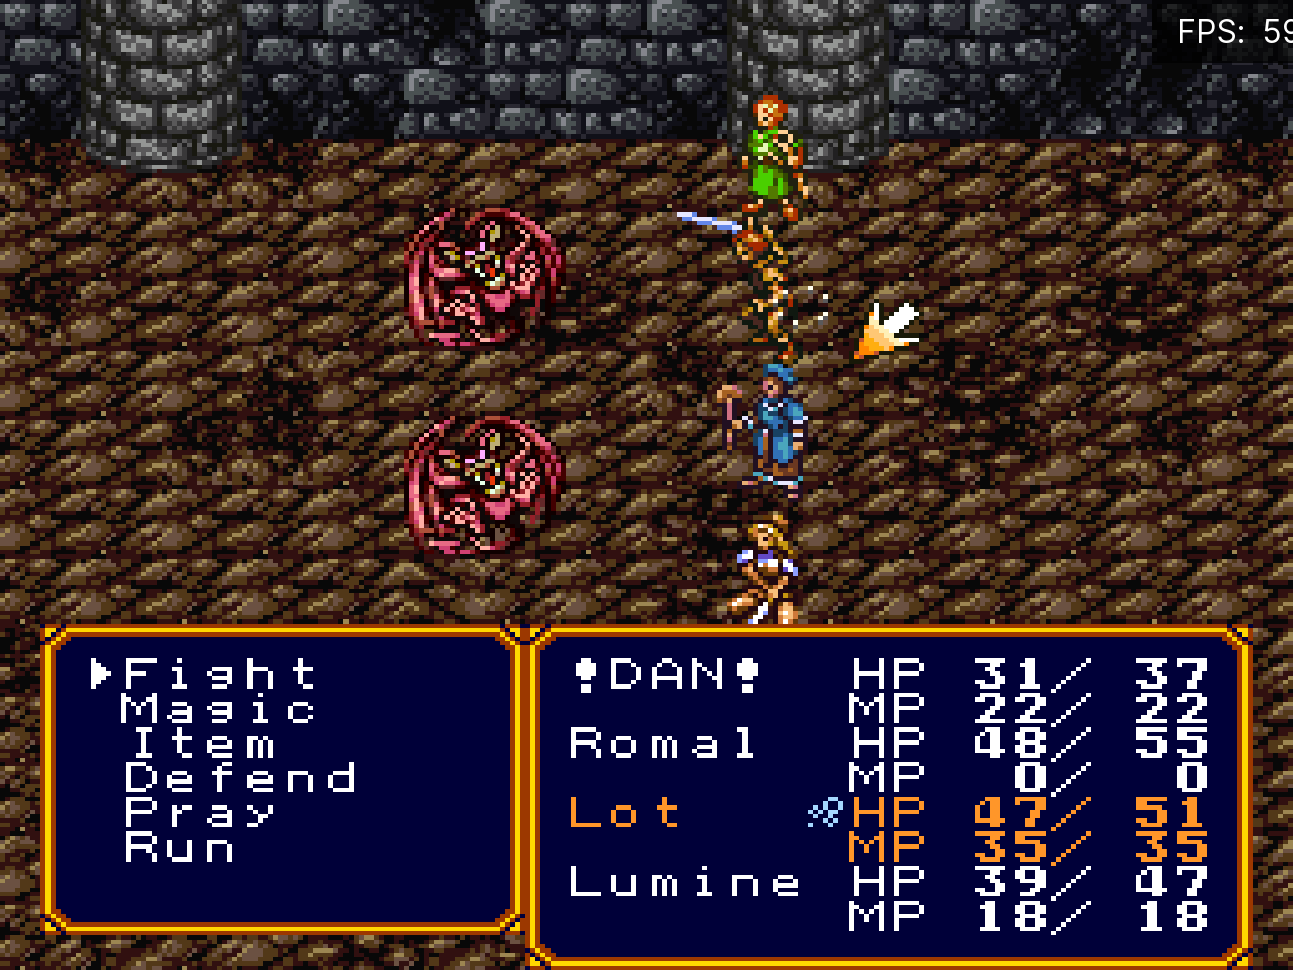 FPS: 59
Fight
Magic
Item
Defend
Pray
Run
!DAN! HP 31/ 37
MP 22/ 22
Romal HP 48/ 55
MP 0/ 0
Lot HP 47/ 51
MP 35/ 35
Lumine HP 39/ 47
MP 18/ 18